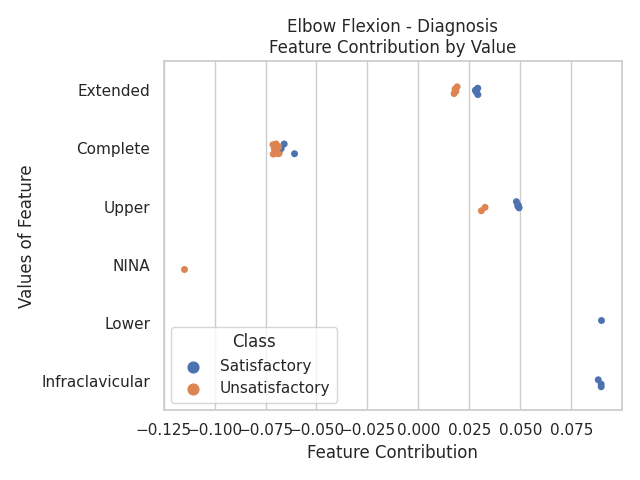 Elbow Flexion - Diagnosis
Feature Contribution by Value
Values of Feature
Extended
Complete
Upper
NINA
Lower
Infraclavicular
Class
Satisfactory
Unsatisfactory
−0.125 −0.100 −0.075 −0.050 −0.025 0.000 0.025 0.050 0.075
Feature Contribution